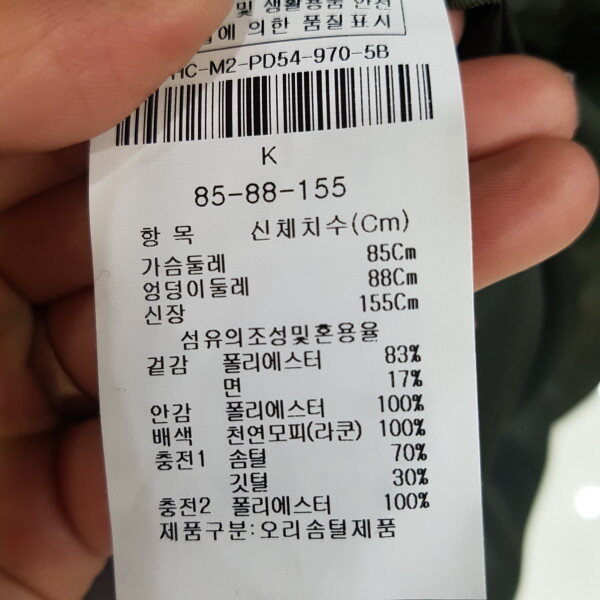 및 생활용품 안전
에 의한 품질표시
HC-M2-PD54-970-5B
K
85-88-155
항 목 신체치수(Cm)
가슴둘레 85Cm
엉덩이둘레 88Cm
신장 155Cm
섬유의조성및혼용율
겉감 폴리에스터 83%
면 17%
안감 폴리에스터 100%
배색 천연모피(라쿤) 100%
충전1 솜털 70%
깃털 30%
충전2 폴리에스터 100%
제품구분:오리솜털제품